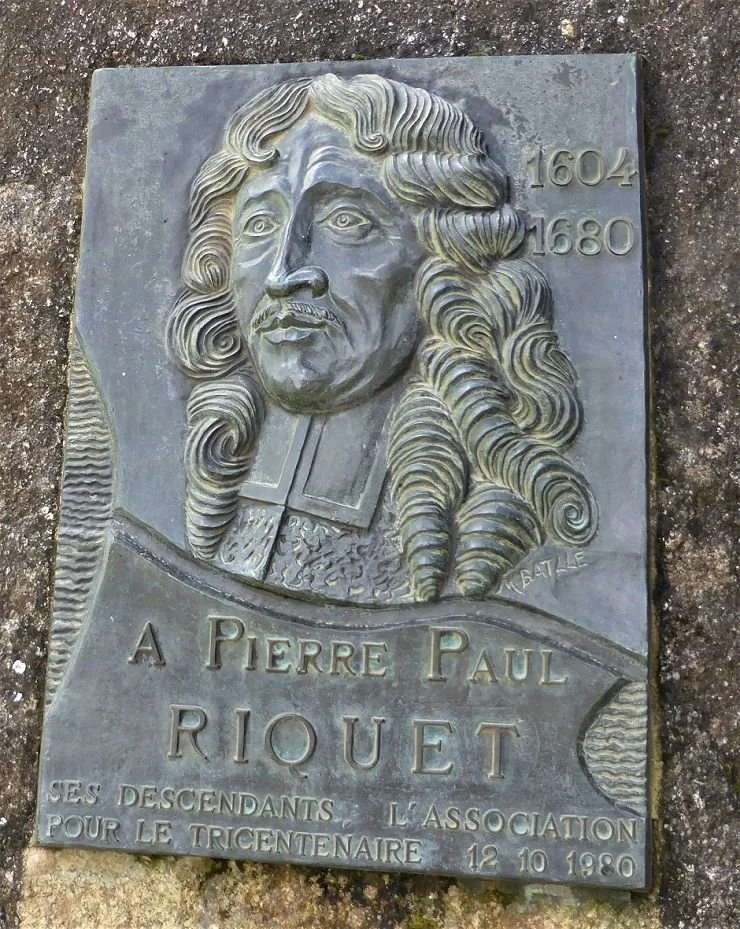 1604
1680
M. BATLLE
A PIERRE PAUL
RIQUET
SES DESCENDANTS. L'ASSOCIATION
POUR LE TRICENTENAIRE 12 10 1980